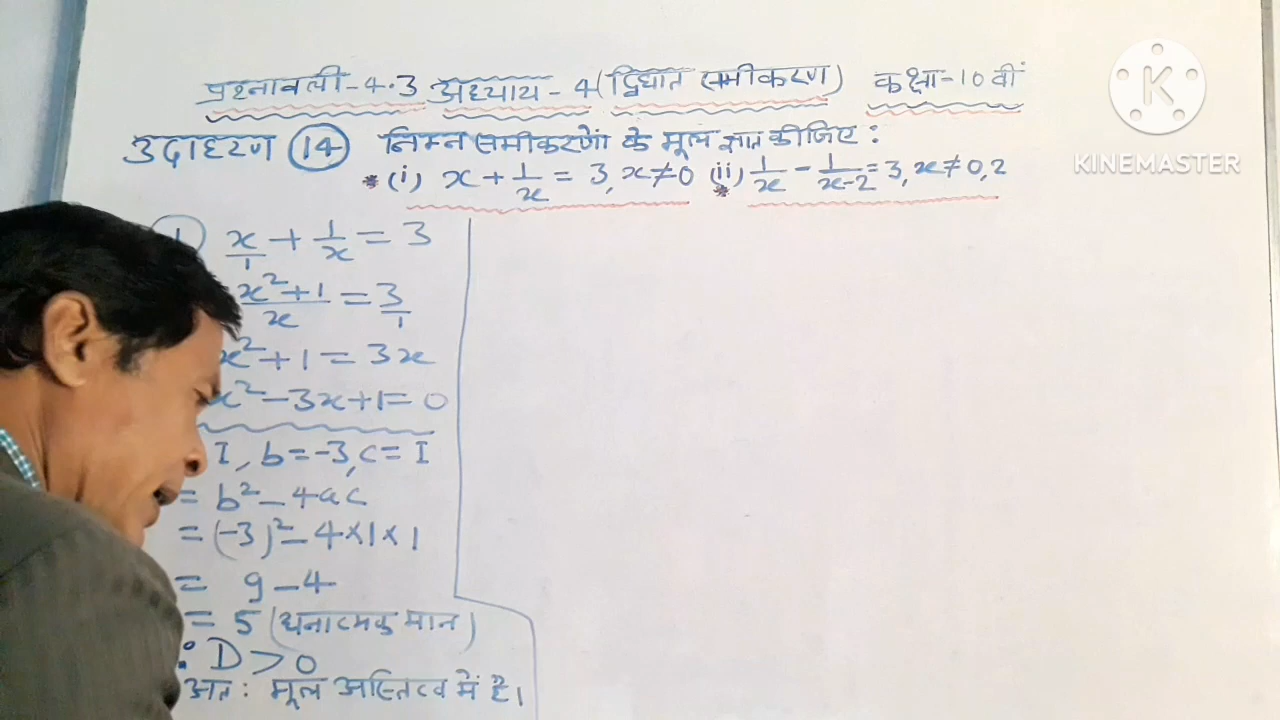 प्रश्नावली-4.3 अध्याय-4 (द्विघात समीकरण) कक्षा-10 वीं
K
KINEMASTER
उदाहरण 14 निम्न समीकरणों के मूल ज्ञात कीजिए:
*(i) x + 1/x = 3, x≠0 (ii) 1/x - 1/(x-2) = 3, x≠0,2
x/1 + 1/x = 3
(x²+1)/x = 3/1
x²+1 = 3x
x²-3x+1=0
1, b=-3, c=1
= b²-4ac
= (-3)²-4×1×1
= 9-4
= 5 (धनात्मक मान)
∴ D>0
अतः मूल अस्तित्व में है।